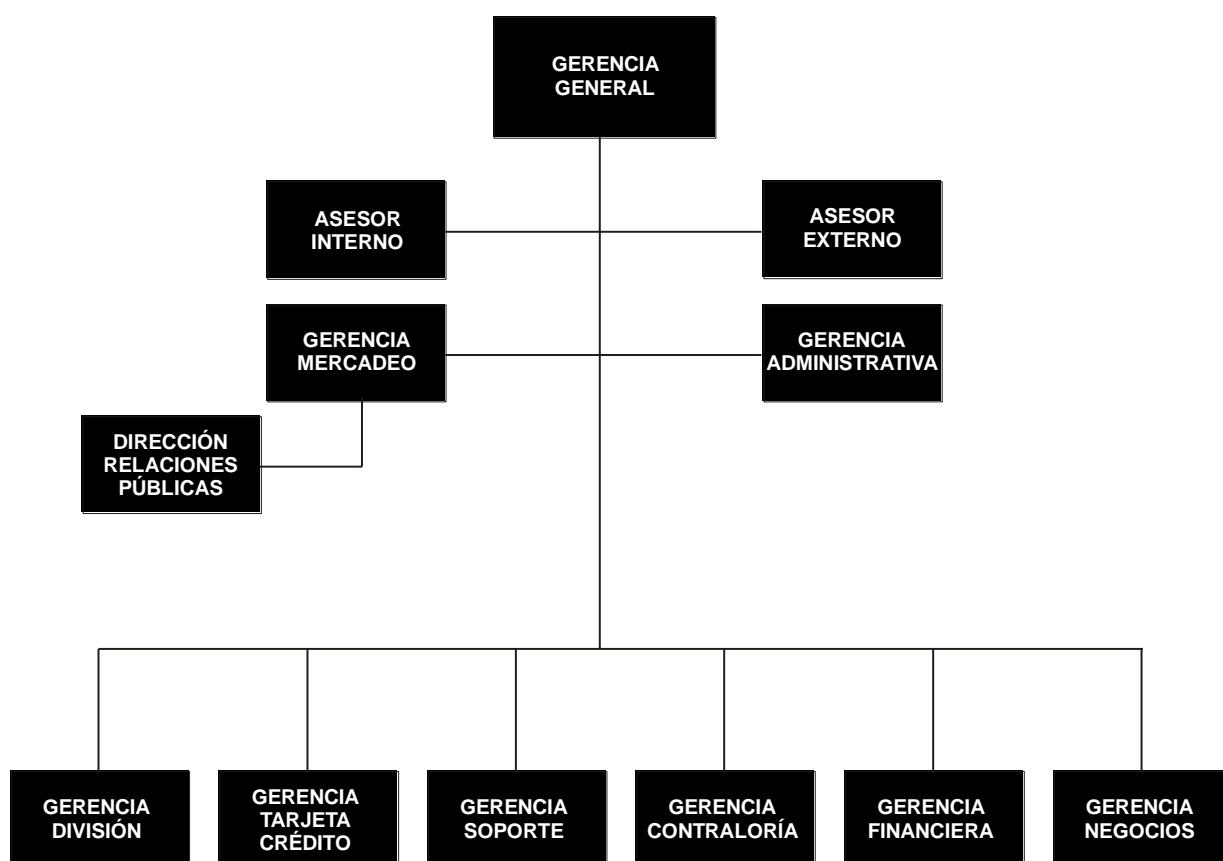 GERENCIA
GENERAL
ASESOR
INTERNO
ASESOR
EXTERNO
GERENCIA
MERCADEO
GERENCIA
ADMINISTRATIVA
DIRECCIÓN
RELACIONES
PÚBLICAS
GERENCIA
DIVISIÓN
GERENCIA
TARJETA
CRÉDITO
GERENCIA
SOPORTE
GERENCIA
CONTRALORÍA
GERENCIA
FINANCIERA
GERENCIA
NEGOCIOS